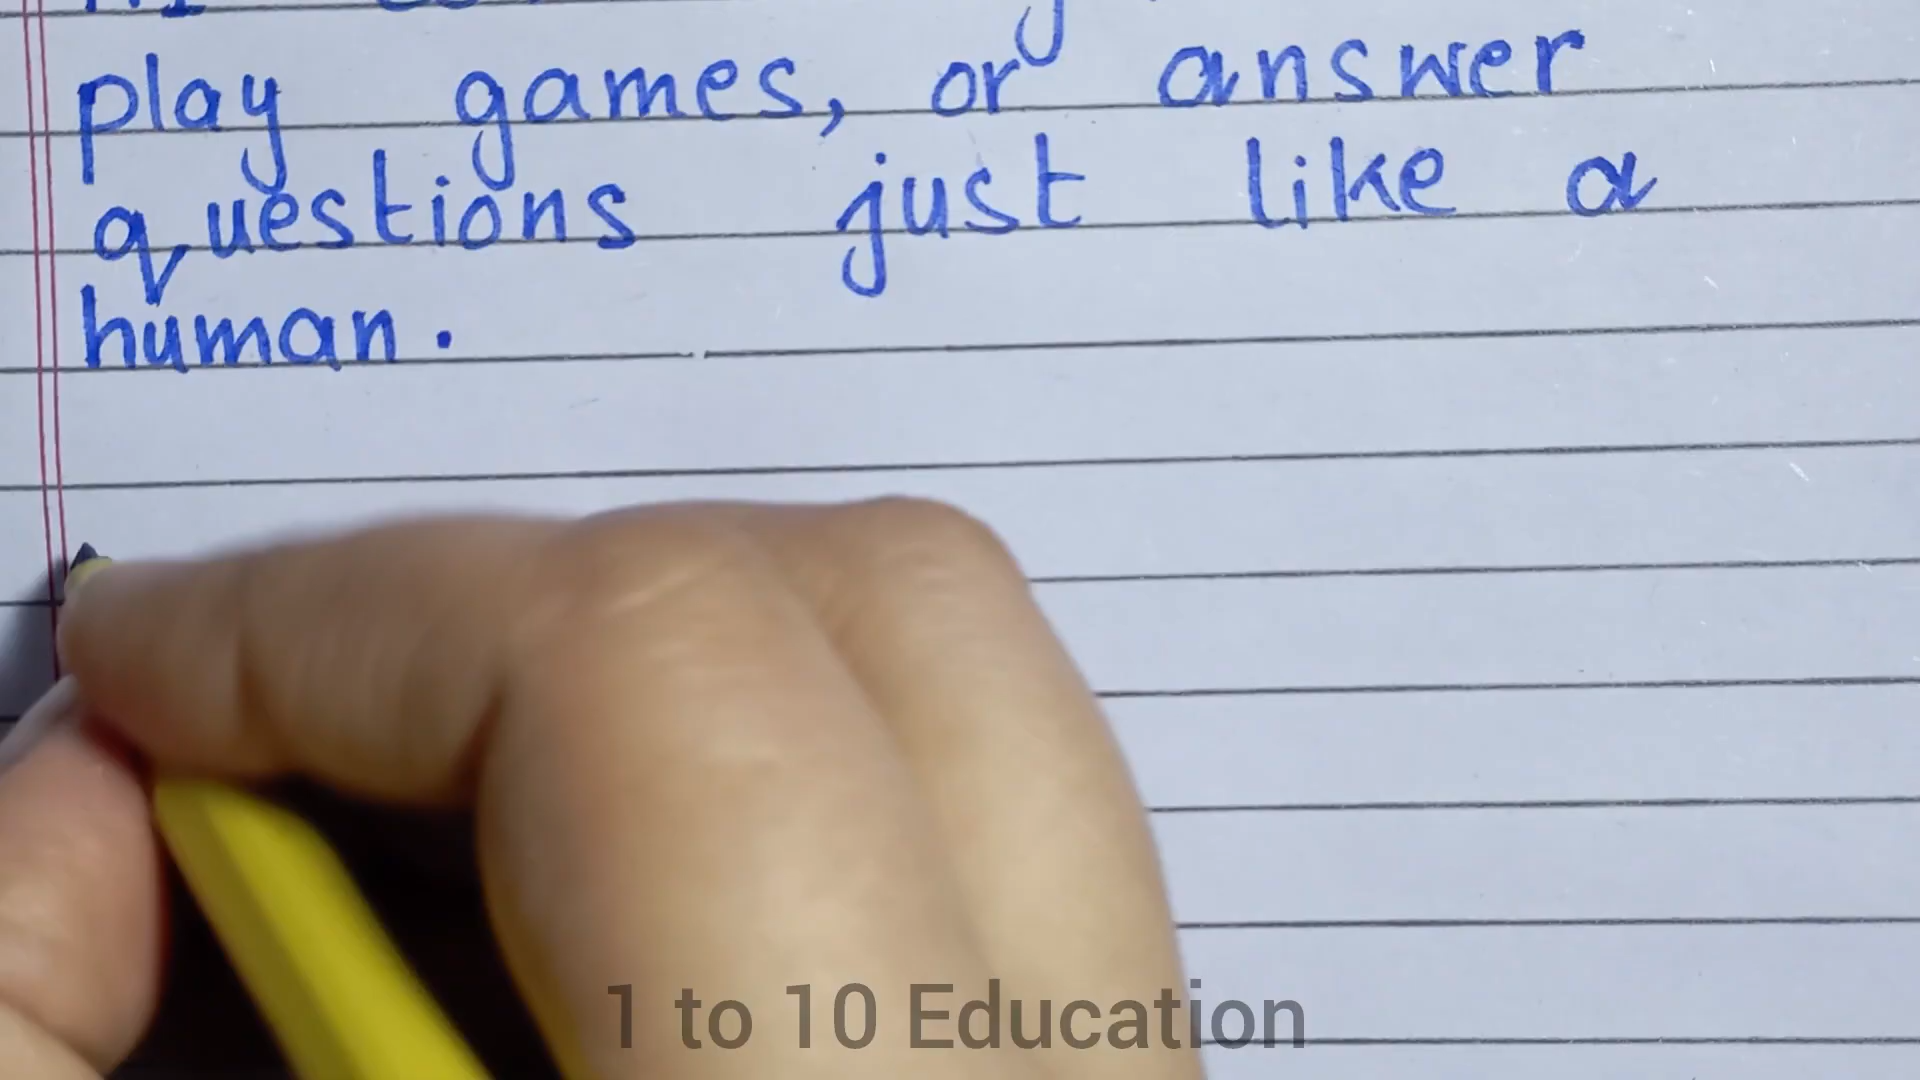 play games, or answer
questions just like a
human.
1 to 10 Education